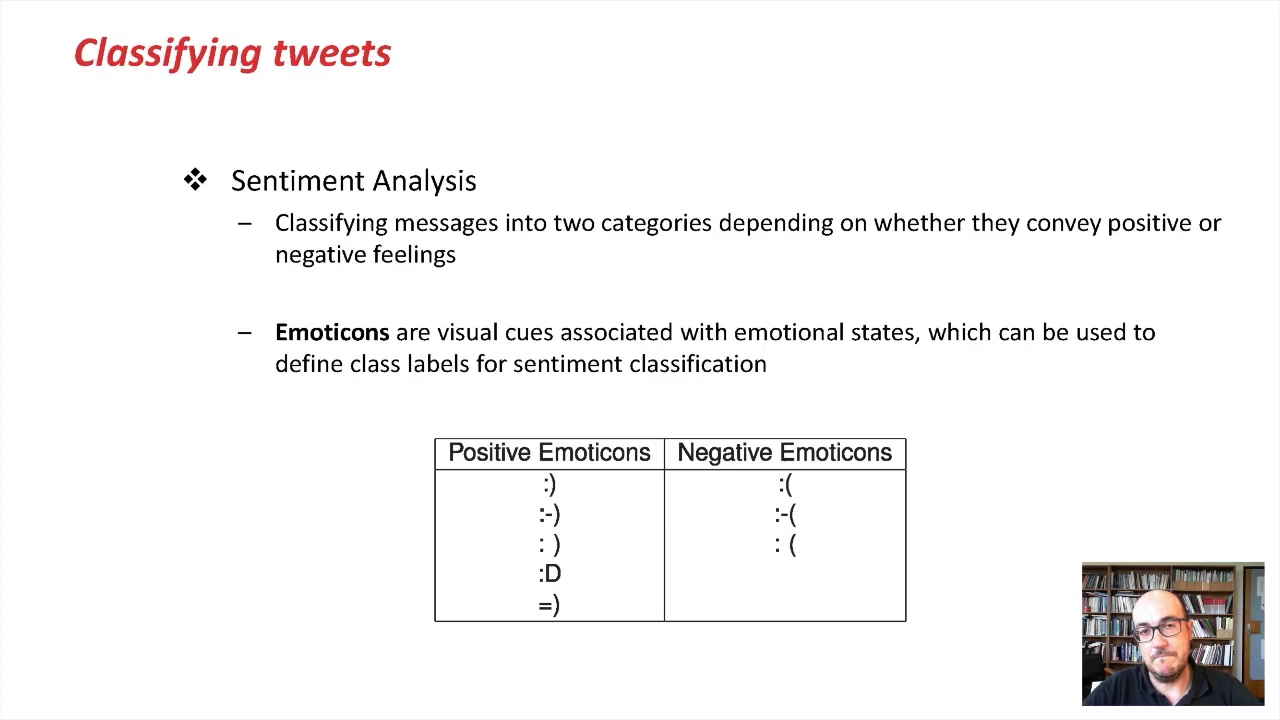 Classifying tweets
❖ Sentiment Analysis
– Classifying messages into two categories depending on whether they convey positive or
negative feelings
– Emoticons are visual cues associated with emotional states, which can be used to
define class labels for sentiment classification
Positive Emoticons Negative Emoticons
:) :(
:-) :-(
: ) : (
:D
=)